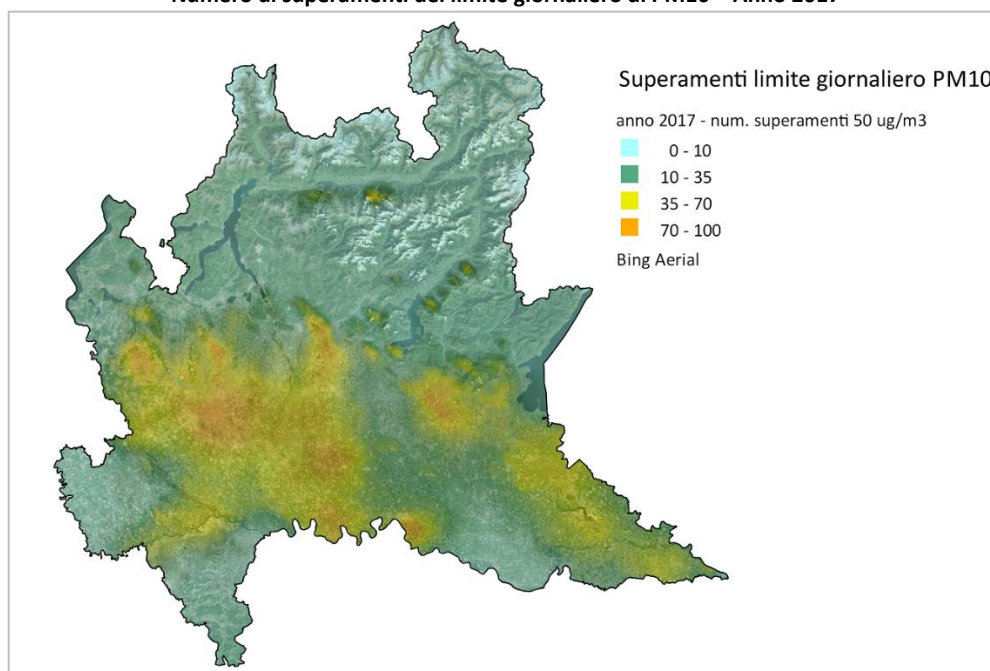 Numero di superamenti del limite giornaliero di PM10 – Anno 2017
Superamenti limite giornaliero PM10
anno 2017 - num. superamenti 50 ug/m3
0 - 10
10 - 35
35 - 70
70 - 100
Bing Aerial